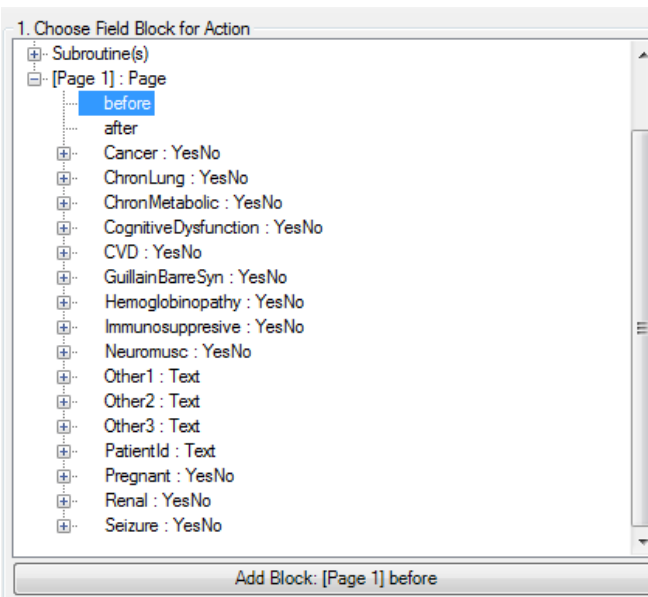 1. Choose Field Block for Action
Subroutine(s)
[Page 1] : Page
before
after
Cancer : YesNo
ChronLung : YesNo
ChronMetabolic : YesNo
CognitiveDysfunction : YesNo
CVD : YesNo
GuillainBarreSyn : YesNo
Hemoglobinopathy : YesNo
Immunosuppresive : YesNo
Neuromusc : YesNo
Other1 : Text
Other2 : Text
Other3 : Text
PatientId : Text
Pregnant : YesNo
Renal : YesNo
Seizure : YesNo
Add Block: [Page 1] before